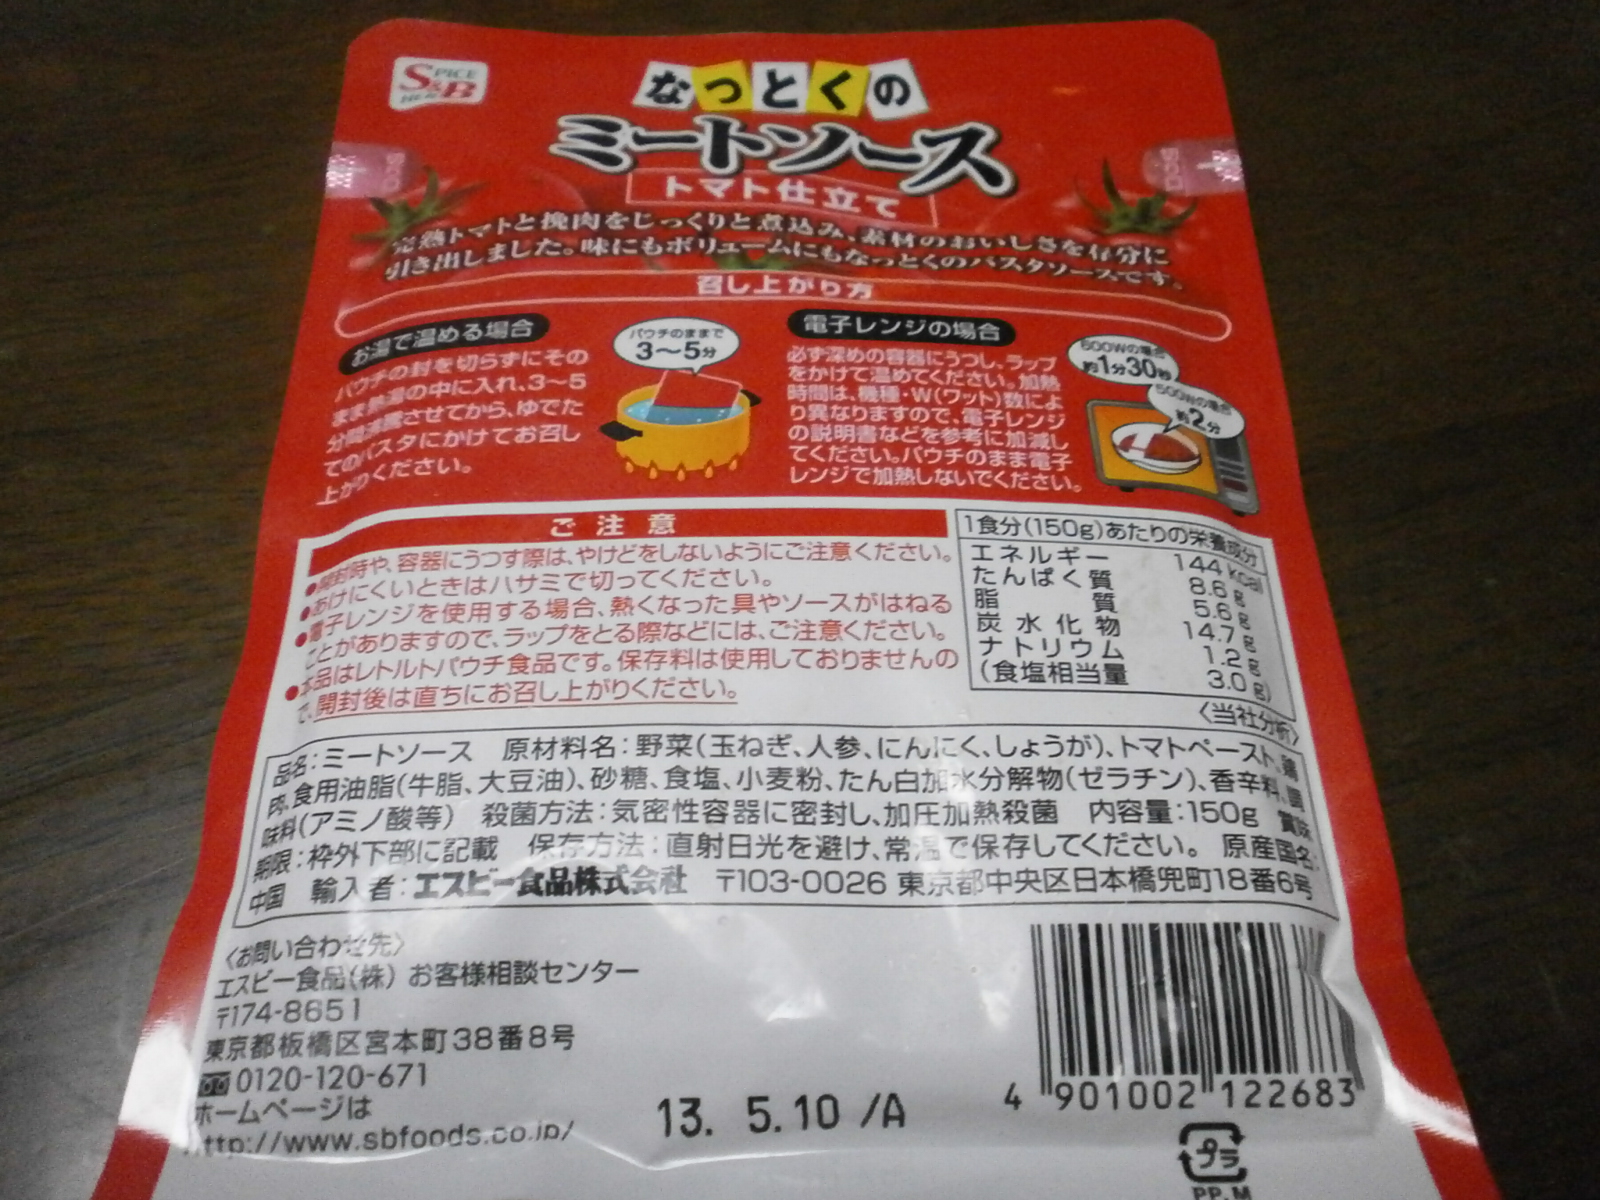 S&B
SPICE
なっとくの
ミートソース
トマト仕立て
完熟トマトと挽肉をじっくりと煮込み、素材のおいしさを存分に
引き出しました。味にもボリュームにもなっとくのパスタソースです。
召し上がり方
お湯で温める場合
パウチの封を切らずにその
まま熱湯の中に入れ、3〜5
分間沸騰させてから、ゆでた
てのパスタにかけてお召し
上がりください。
パウチのままで
3〜5分
電子レンジの場合
必ず深めの容器にうつし、ラップ
をかけて温めてください。加熱
時間は、機種・W(ワット)数によ
り異なりますので、電子レンジ
の説明書などを参考に加減し
てください。パウチのまま電子
レンジで加熱しないでください。
600Wの場合
約1分30秒
500Wの場合
約2分
ご注意
●開封時や、容器にうつす際は、やけどをしないようにご注意ください。
●あけにくいときはハサミで切ってください。
●電子レンジを使用する場合、熱くなった具やソースがはねる
ことがありますので、ラップをとる際などには、ご注意ください。
●本品はレトルトパウチ食品です。保存料は使用しておりませんの
で、開封後は直ちにお召し上がりください。
1食分(150g)あたりの栄養成分
エネルギー 144kcal
たんぱく質 8.6g
脂質 5.6g
炭水化物 14.7g
ナトリウム 1.2g
(食塩相当量 3.0g)
〈当社分析〉
品名:ミートソース 原材料名:野菜(玉ねぎ、人参、にんにく、しょうが)、トマトペースト、鶏
肉、食用油脂(牛脂、大豆油)、砂糖、食塩、小麦粉、たん白加水分解物(ゼラチン)、香辛料、調
味料(アミノ酸等) 殺菌方法:気密性容器に密封し、加圧加熱殺菌 内容量:150g 賞味
期限:枠外下部に記載 保存方法:直射日光を避け、常温で保存してください。 原産国名:
中国 輸入者:エスビー食品株式会社 〒103-0026 東京都中央区日本橋兜町18番6号
〈お問い合わせ先〉
エスビー食品(株) お客様相談センター
〒174-8651
東京都板橋区宮本町38番8号
0120-120-671
ホームページは
http://www.sbfoods.co.jp/
13. 5.10 /A
4 901002 122683
プラ
PP,M